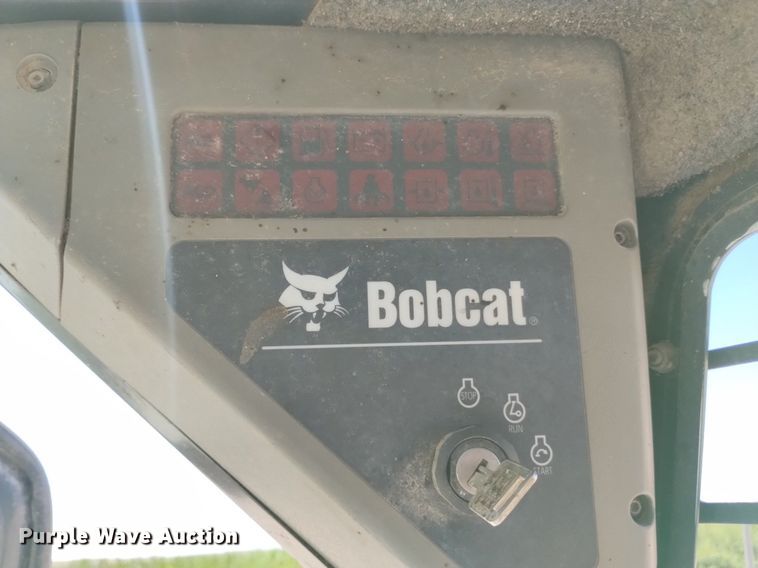 Bobcat®
STOP
RUN
START
Purple Wave Auction